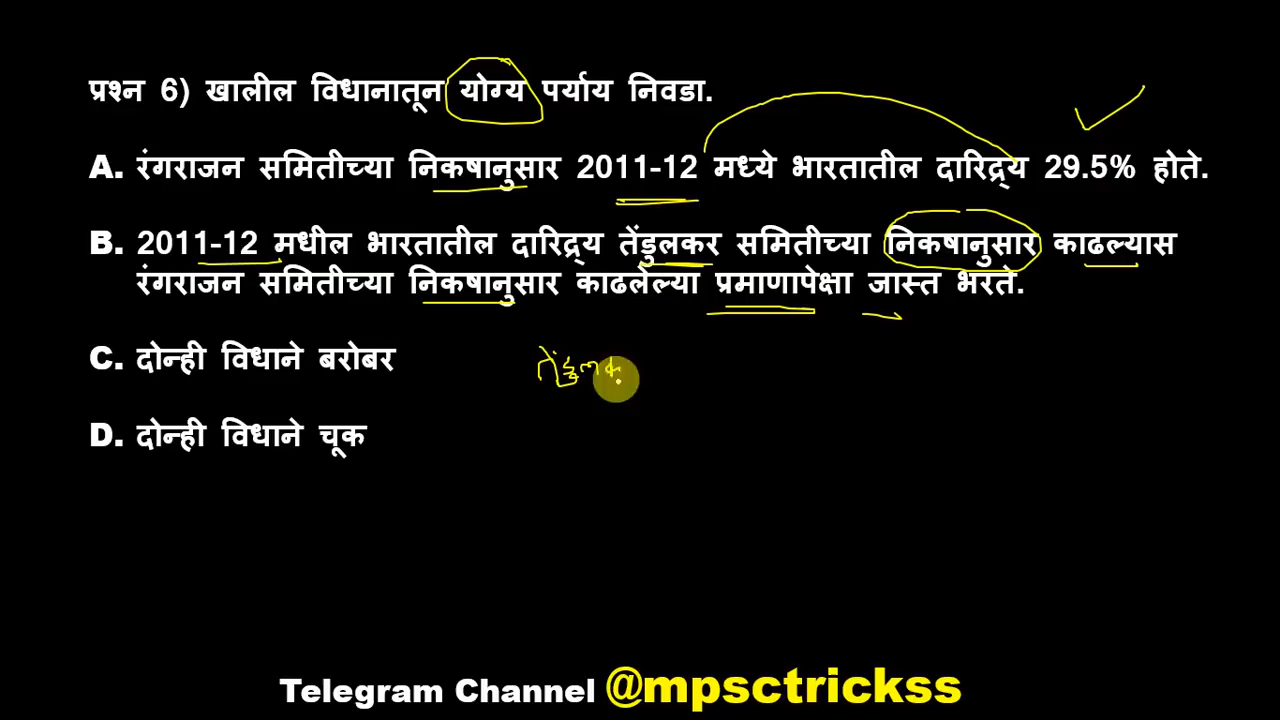 प्रश्न 6) खालील विधानातून योग्य पर्याय निवडा.
A. रंगराजन समितीच्या निकषानुसार 2011-12 मध्ये भारतातील दारिद्र्य 29.5% होते.
B. 2011-12 मधील भारतातील दारिद्र्य तेंडुलकर समितीच्या निकषानुसार काढल्यास
रंगराजन समितीच्या निकषानुसार काढलेल्या प्रमाणापेक्षा जास्त भरते.
C. दोन्ही विधाने बरोबर
D. दोन्ही विधाने चूक
Telegram Channel @mpsctrickss